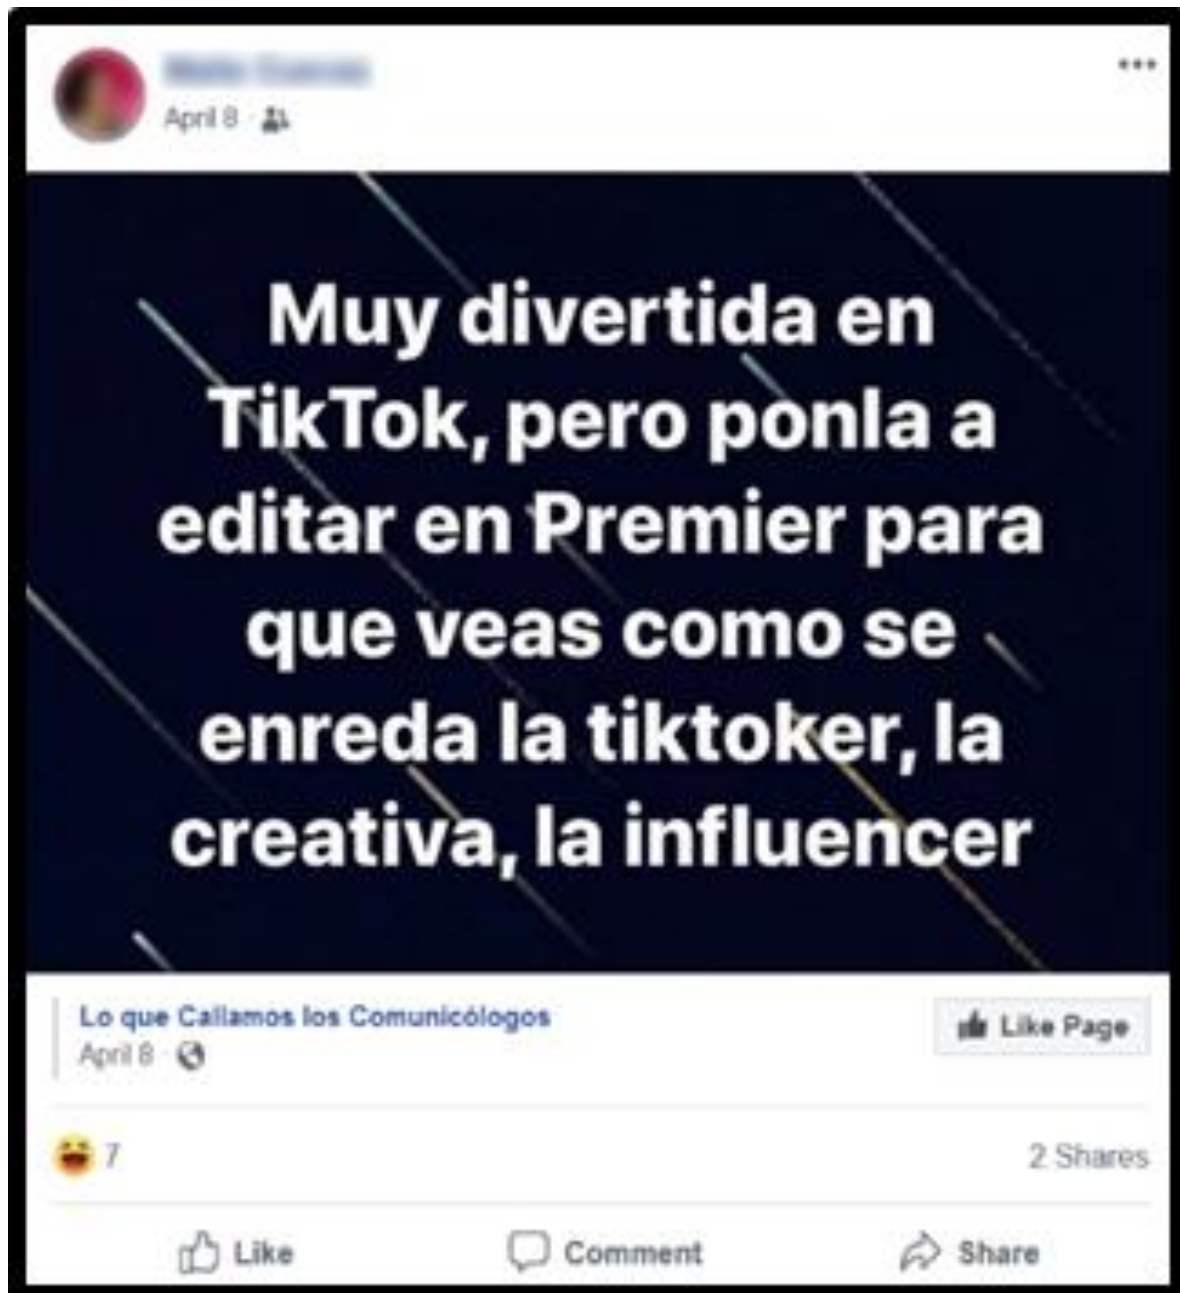 April 8
Muy divertida en
TikTok, pero ponla a
editar en Premier para
que veas como se
enreda la tiktoker, la
creativa, la influencer
Lo que Callamos los Comunicólogos
Like Page
April 8
7
2 Shares
Like
Comment
Share